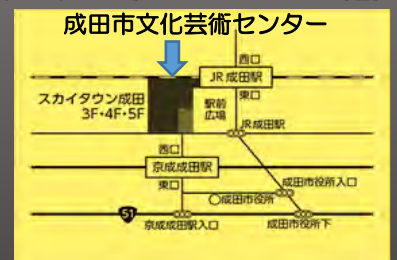 成田市文化芸術センター
西口
JR成田駅
東口
スカイタウン成田
3F・4F・5F
駅前
広場
JR成田駅
西口
京成成田駅
東口
成田市役所入口
○成田市役所
51
京成成田駅入口
成田市役所下